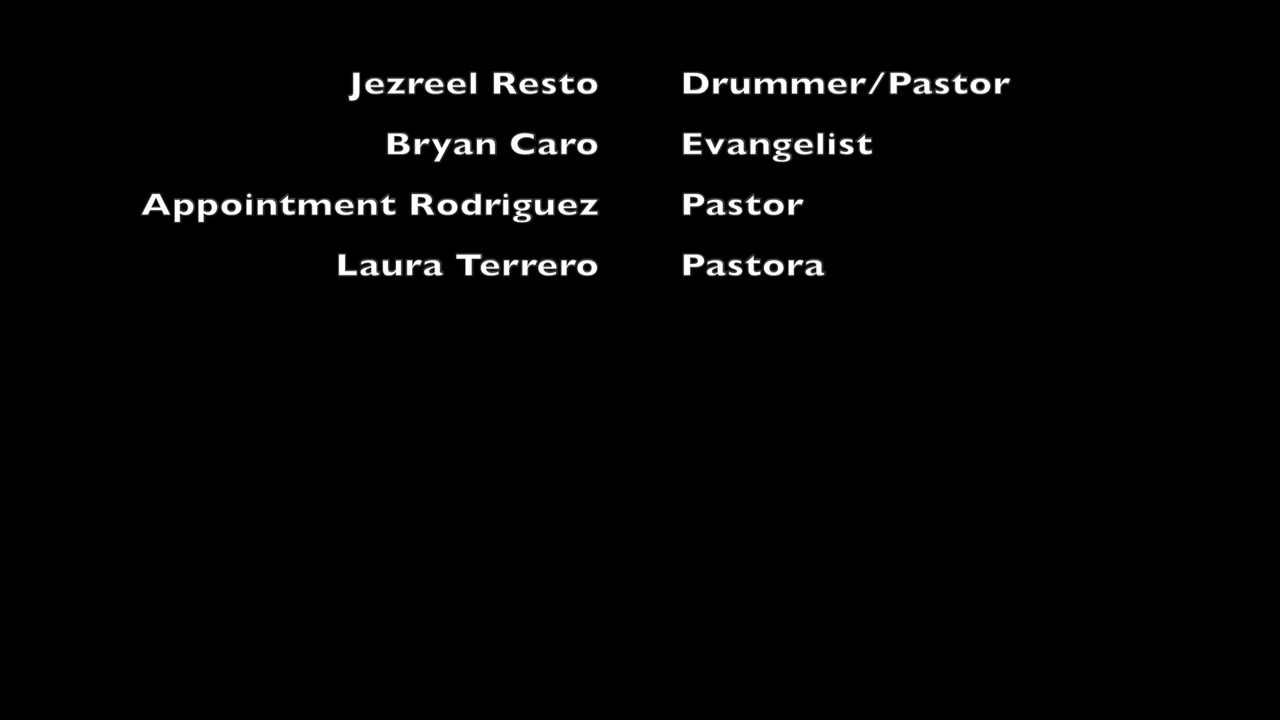 Jezreel Resto Drummer/Pastor
Bryan Caro Evangelist
Appointment Rodriguez Pastor
Laura Terrero Pastora